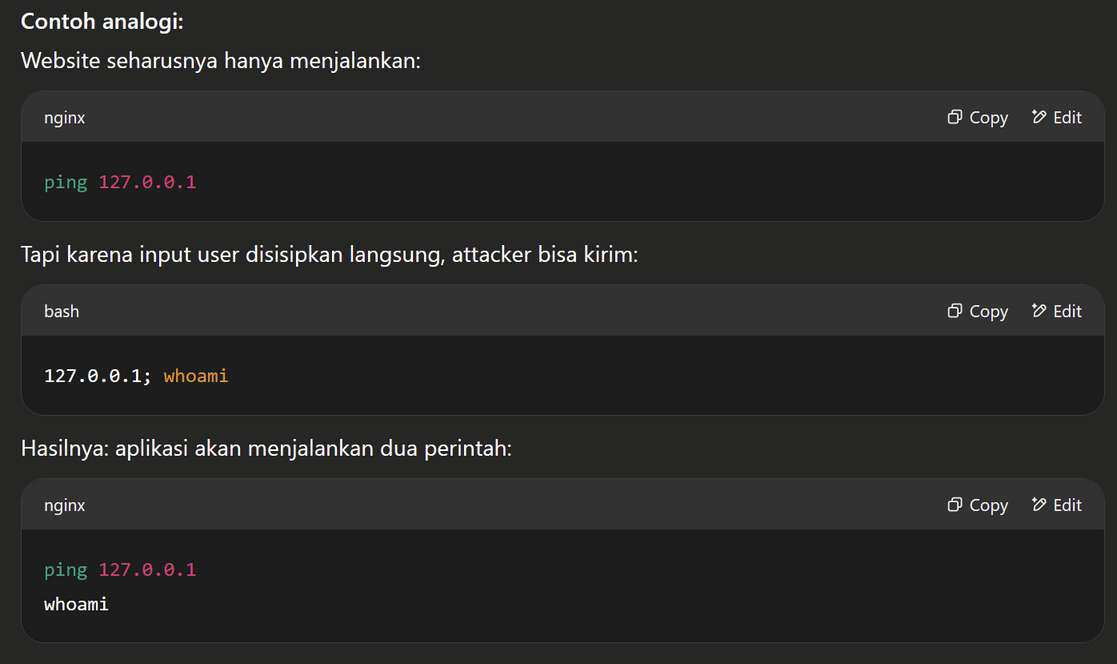 Contoh analogi:
Website seharusnya hanya menjalankan:
nginx Copy Edit
ping 127.0.0.1
Tapi karena input user disisipkan langsung, attacker bisa kirim:
bash Copy Edit
127.0.0.1; whoami
Hasilnya: aplikasi akan menjalankan dua perintah:
nginx Copy Edit
ping 127.0.0.1
whoami